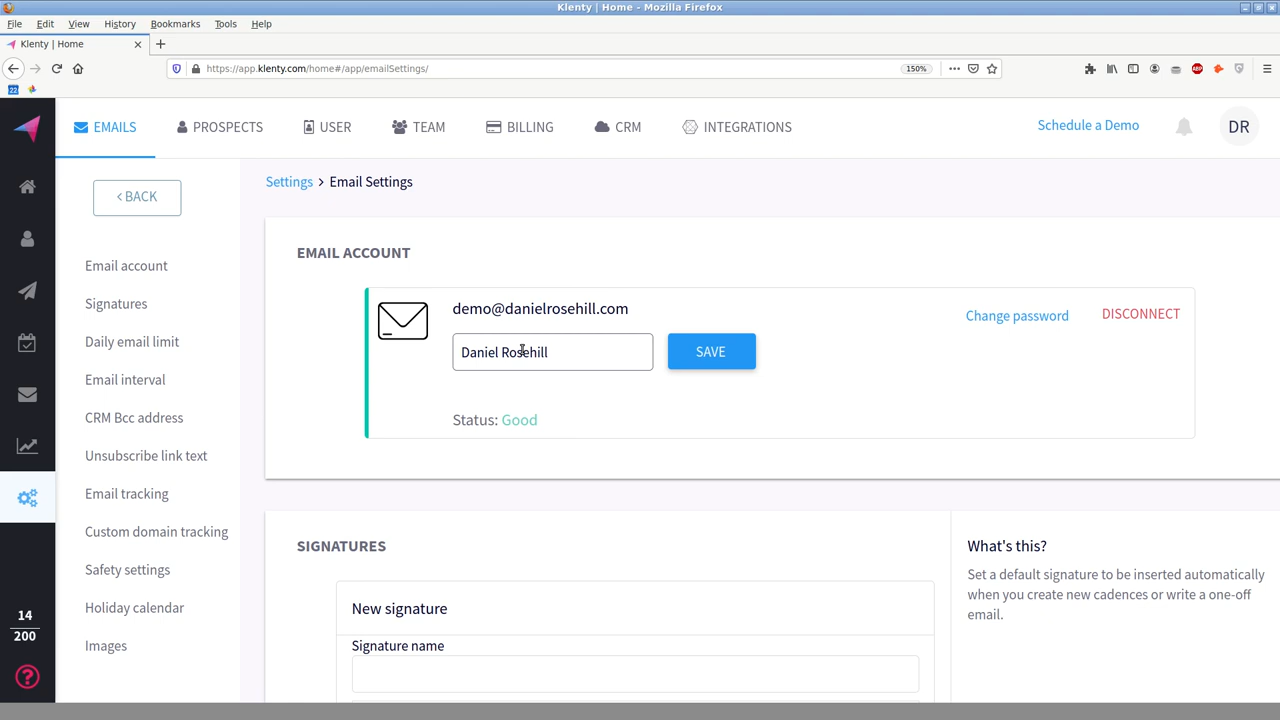 Klenty | Home - Mozilla Firefox
File Edit View History Bookmarks Tools Help
Klenty | Home
https://app.klenty.com/home#/app/emailSettings/
150%
22
ABP
EMAILS PROSPECTS USER TEAM BILLING CRM INTEGRATIONS
Schedule a Demo
DR
BACK
Settings > Email Settings
Email account
Signatures
Daily email limit
Email interval
CRM Bcc address
Unsubscribe link text
Email tracking
Custom domain tracking
Safety settings
Holiday calendar
Images
14
200
EMAIL ACCOUNT
demo@danielrosehill.com
Change password
DISCONNECT
Daniel Rosehill
SAVE
Status: Good
SIGNATURES
New signature
Signature name
What's this?
Set a default signature to be inserted automatically
when you create new cadences or write a one-off
email.